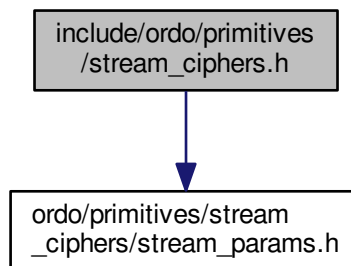 include/ordo/primitives
/stream_ciphers.h
ordo/primitives/stream
_ciphers/stream_params.h